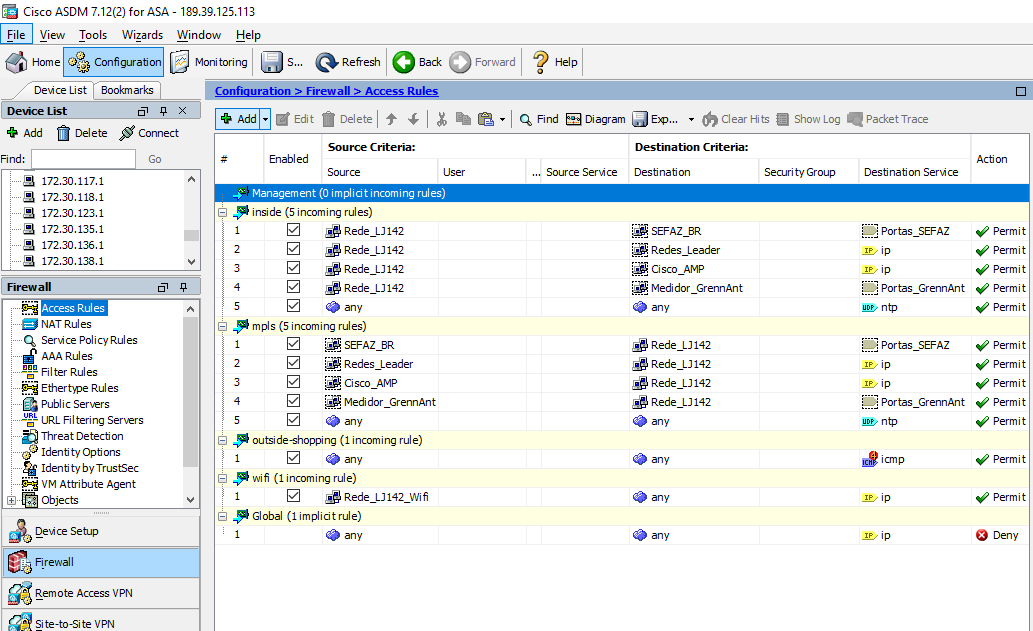 Cisco ASDM 7.12(2) for ASA - 189.39.125.113
File View Tools Wizards Window Help
Home Configuration Monitoring S... Refresh Back Forward Help
Device List Bookmarks
Configuration > Firewall > Access Rules
Device List
Add Delete Connect
Find: Go
172.30.117.1
172.30.118.1
172.30.123.1
172.30.135.1
172.30.136.1
172.30.138.1
Firewall
Access Rules
NAT Rules
Service Policy Rules
AAA Rules
Filter Rules
Ethertype Rules
Public Servers
URL Filtering Servers
Threat Detection
Identity Options
Identity by TrustSec
VM Attribute Agent
Objects
Device Setup
Firewall
Remote Access VPN
Site-to-Site VPN
Add Edit Delete Find Diagram Exp... Clear Hits Show Log Packet Trace
# Enabled Source Criteria: Destination Criteria: Action
Source User ... Source Service Destination Security Group Destination Service
Management (0 implicit incoming rules)
inside (5 incoming rules)
1 Rede_LJ142 SEFAZ_BR Portas_SEFAZ Permit
2 Rede_LJ142 Redes_Leader IP ip Permit
3 Rede_LJ142 Cisco_AMP IP ip Permit
4 Rede_LJ142 Medidor_GrennAnt Portas_GrennAnt Permit
5 any any UDP ntp Permit
mpls (5 incoming rules)
1 SEFAZ_BR Rede_LJ142 Portas_SEFAZ Permit
2 Redes_Leader Rede_LJ142 IP ip Permit
3 Cisco_AMP Rede_LJ142 IP ip Permit
4 Medidor_GrennAnt Rede_LJ142 Portas_GrennAnt Permit
5 any any UDP ntp Permit
outside-shopping (1 incoming rule)
1 any any ICMP icmp Permit
wifi (1 incoming rule)
1 Rede_LJ142_Wifi any IP ip Permit
Global (1 implicit rule)
1 any any IP ip Deny